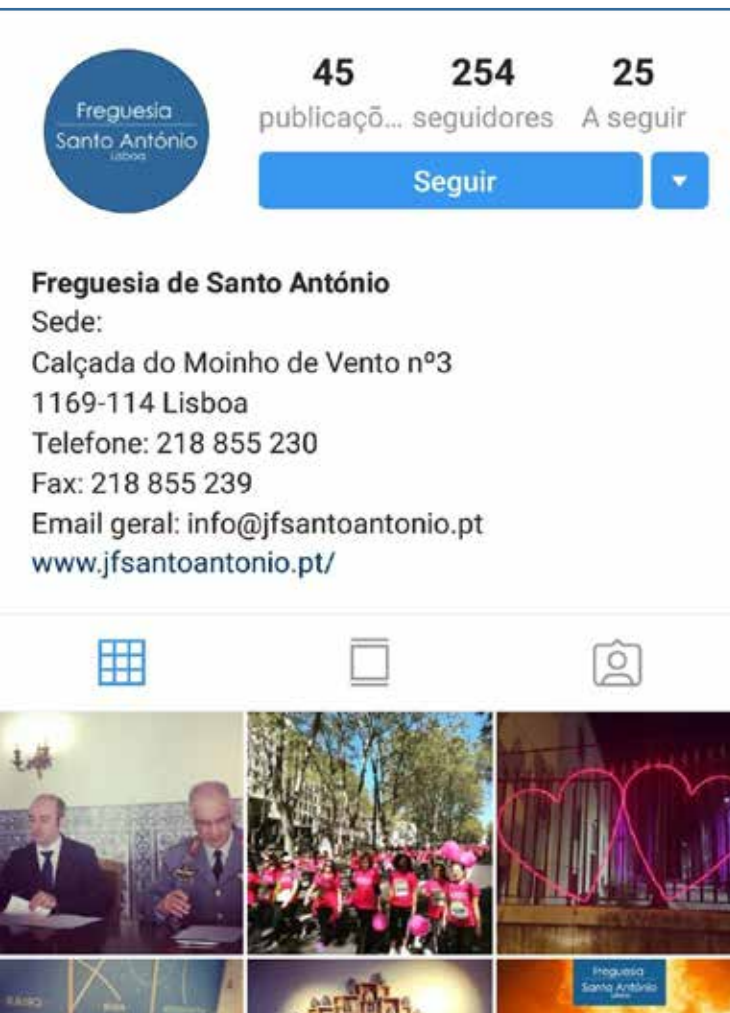 Freguesia
Santo António
Lisboa
45 254 25
publicaçõ... seguidores A seguir
Seguir
Freguesia de Santo António
Sede:
Calçada do Moinho de Vento nº3
1169-114 Lisboa
Telefone: 218 855 230
Fax: 218 855 239
Email geral: info@jfsantoantonio.pt
www.jfsantoantonio.pt/
Freguesia
Santo António
Lisboa